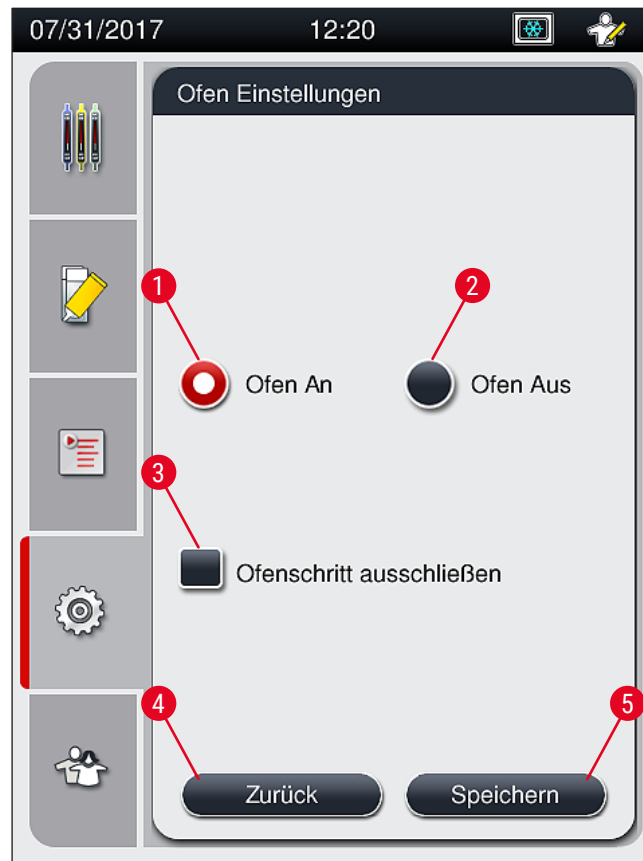 07/31/2017 12:20
Ofen Einstellungen
1 2
Ofen An Ofen Aus
3
Ofenschritt ausschließen
4 5
Zurück Speichern